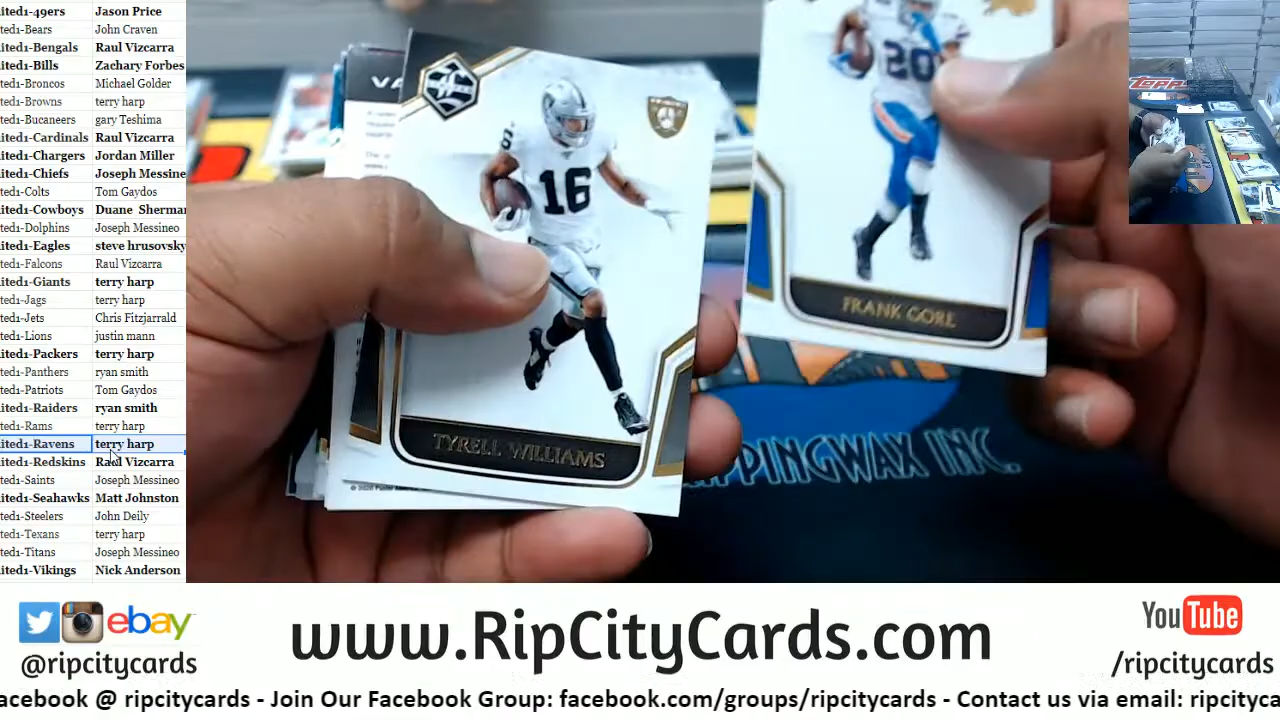 ited1-49ers Jason Price
ted1-Bears John Craven
ited1-Bengals Raul Vizcarra
ited1-Bills Zachary Forbes
ted1-Broncos Michael Golder
ted1-Browns terry harp
ted1-Bucaneers gary Teshima
ited1-Cardinals Raul Vizcarra
ited1-Chargers Jordan Miller
ited1-Chiefs Joseph Messine
ted1-Colts Tom Gaydos
ited1-Cowboys Duane Sherman
ted1-Dolphins Joseph Messineo
ited1-Eagles steve hrusovsky
ted1-Falcons Raul Vizcarra
ited1-Giants terry harp
ted1-Jags terry harp
ted1-Jets Chris Fitzjarrald
ted1-Lions justin mann
ited1-Packers terry harp
ted1-Panthers ryan smith
ted1-Patriots Tom Gaydos
ited1-Raiders ryan smith
ted1-Rams terry harp
ited1-Ravens terry harp
ited1-Redskins Raul Vizcarra
ted1-Saints Joseph Messineo
ited1-Seahawks Matt Johnston
ted1-Steelers John Deily
ted1-Texans terry harp
ted1-Titans Joseph Messineo
ited1-Vikings Nick Anderson
VA
16
TYRELL WILLIAMS
20
FRANK GORE
PPINGWAX INC.
TOPPS
ebay
@ripcitycards
www.RipCityCards.com
YouTube
/ripcitycards
acebook @ ripcitycards - Join Our Facebook Group: facebook.com/groups/ripcitycards - Contact us via email: ripcityca